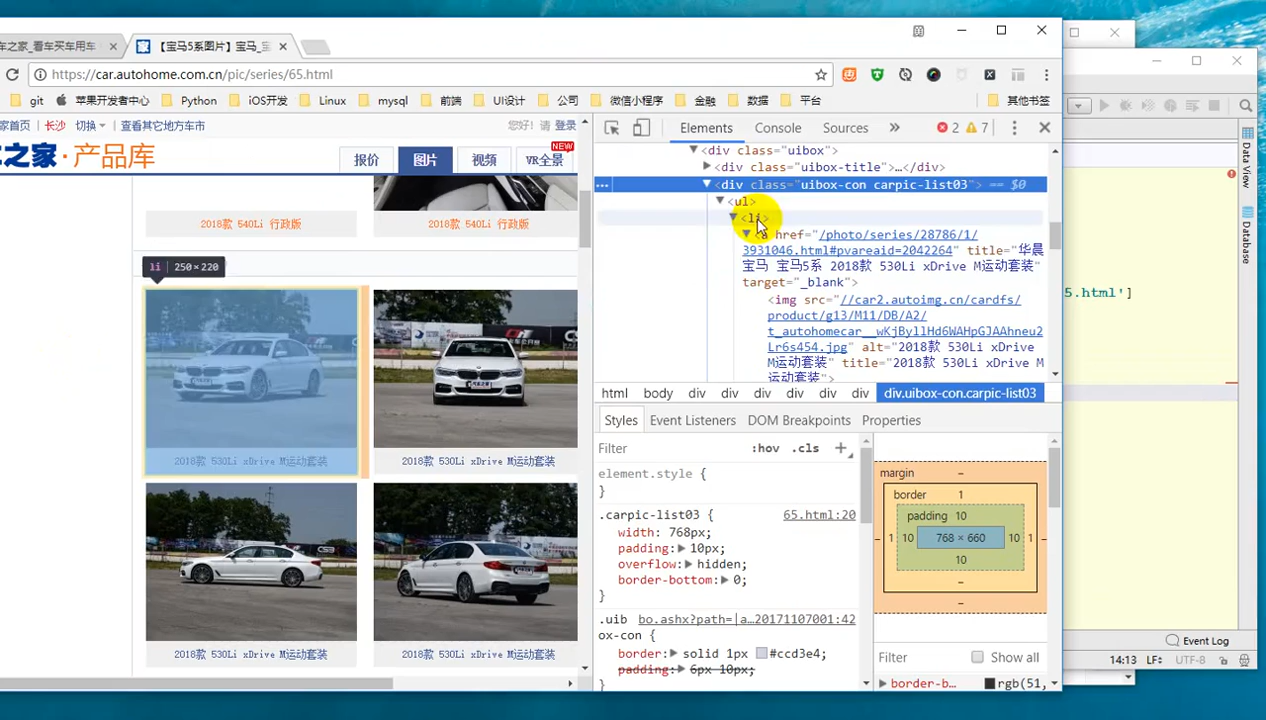 车之家_看车买车用车
【宝马5系图片】宝马_宝
https://car.autohome.com.cn/pic/series/65.html
git 苹果开发者中心 Python iOS开发 Linux mysql 前端 UI设计 公司 微信小程序 金融 数据 平台 其他书签
家首页 长沙 切换 查看其它地方车市 您好! 请 登录
车之家·产品库 报价 图片 视频 VR全景 NEW
2018款 540Li 行政版 2018款 540Li 行政版
li 250×220
2018款 530Li xDrive M运动套装 2018款 530Li xDrive M运动套装
2018款 530Li xDrive M运动套装 2018款 530Li xDrive M运动套装
Elements Console Sources » 2 7
<div class="uibox">
<div class="uibox-title">…</div>
… <div class="uibox-con carpic-list03"> == $0
<ul>
<li>
href="/photo/series/28786/1/
3931046.html#pvareaid=2042264" title="华晨
宝马 宝马5系 2018款 530Li xDrive M运动套装"
target="_blank">
<img src="//car2.autoimg.cn/cardfs/
product/g13/M11/DB/A2/
t_autohomecar__wKjByllHd6WAHpGJAAhneu2
Lr6s454.jpg" alt="2018款 530Li xDrive
M运动套装" title="2018款 530Li xDrive M
运动套装">
html body div div div div div div.uibox-con.carpic-list03
Styles Event Listeners DOM Breakpoints Properties
Filter :hov .cls +
element.style {
}
.carpic-list03 { 65.html:20
width: 768px;
padding: 10px;
overflow: hidden;
border-bottom: 0;
}
.uib bo.ashx?path=|a…20171107001:42
ox-con {
border: solid 1px #ccd3e4;
padding: 6px 10px;
margin –
border 1
padding 10
– 1 10 768 × 660 10 1 –
10
–
–
Filter Show all
border-b… rgb(51,
5.html']
Data View
Database
Event Log
14:13 LF÷ UTF-8